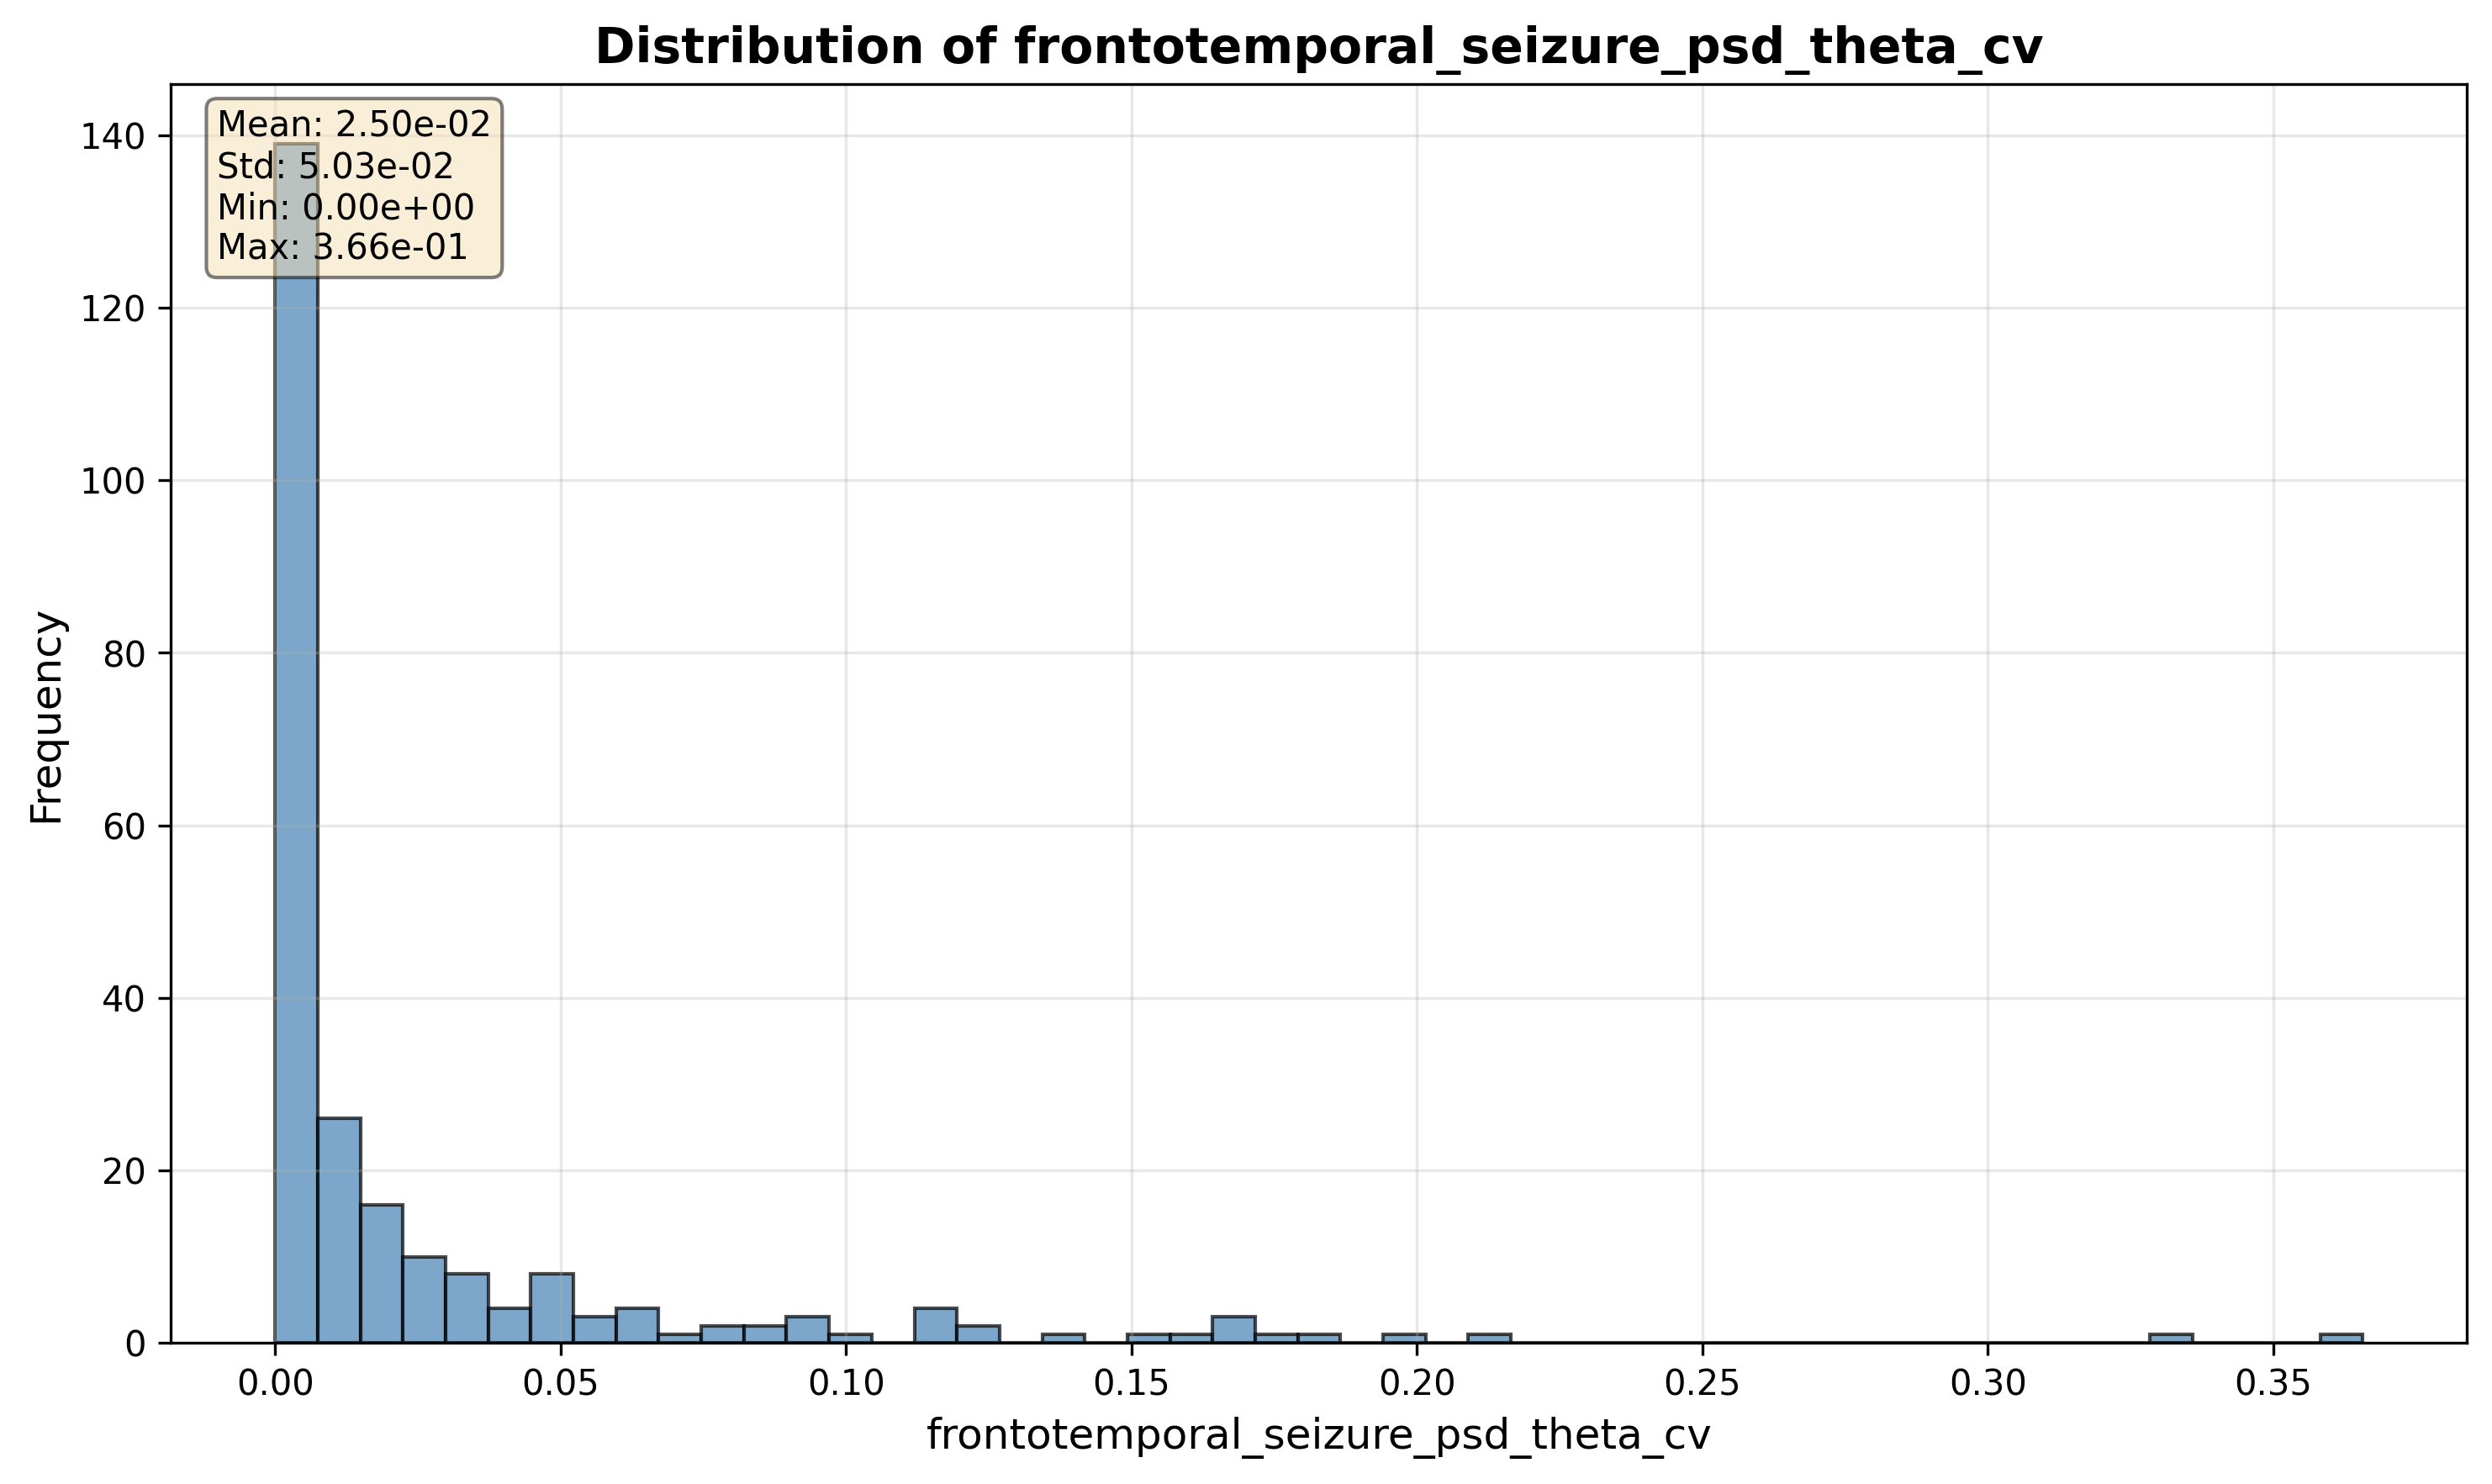 Distribution of frontotemporal_seizure_psd_theta_cv
Mean: 2.50e-02
Std: 5.03e-02
Min: 0.00e+00
Max: 3.66e-01
Frequency
140
120
100
80
60
40
20
0
0.00 0.05 0.10 0.15 0.20 0.25 0.30 0.35
frontotemporal_seizure_psd_theta_cv